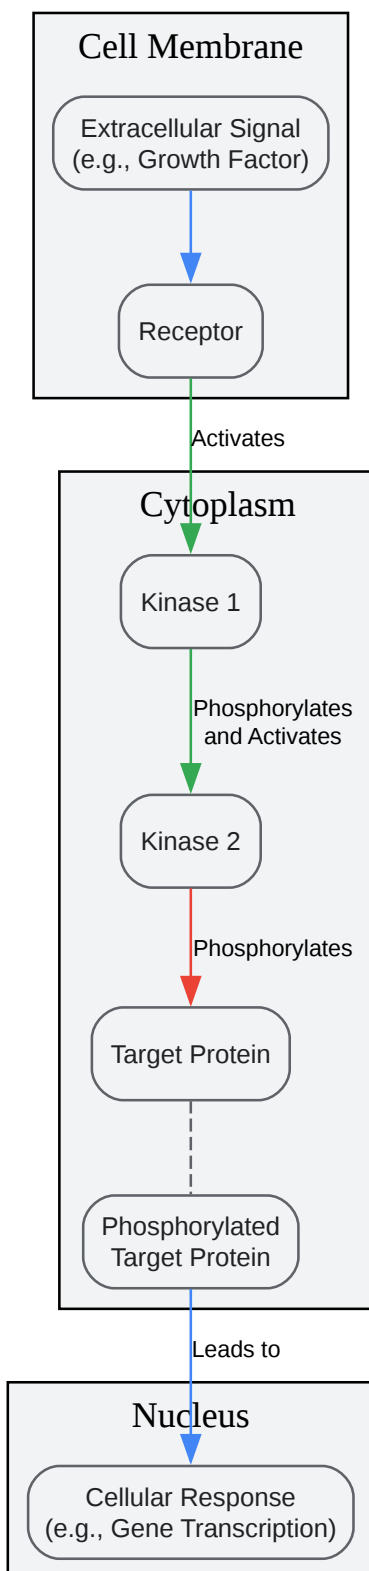 Cell Membrane
Extracellular Signal
(e.g., Growth Factor)
Receptor
Activates
Cytoplasm
Kinase 1
Phosphorylates
and Activates
Kinase 2
Phosphorylates
Target Protein
Phosphorylated
Target Protein
Leads to
Nucleus
Cellular Response
(e.g., Gene Transcription)